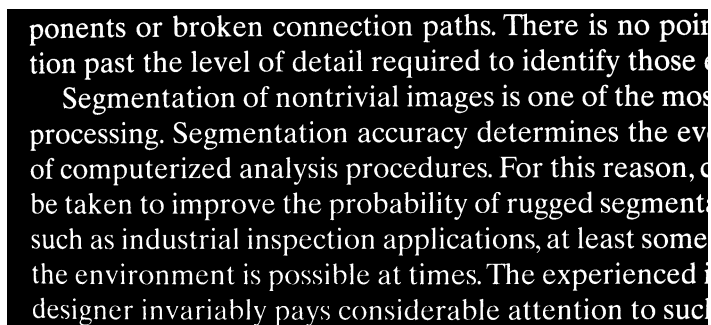 ponents or broken connection paths. There is no poin
tion past the level of detail required to identify those
Segmentation of nontrivial images is one of the mos
processing. Segmentation accuracy determines the eve
of computerized analysis procedures. For this reason,
be taken to improve the probability of rugged segmenta
such as industrial inspection applications, at least some
the environment is possible at times. The experienced i
designer invariably pays considerable attention to such